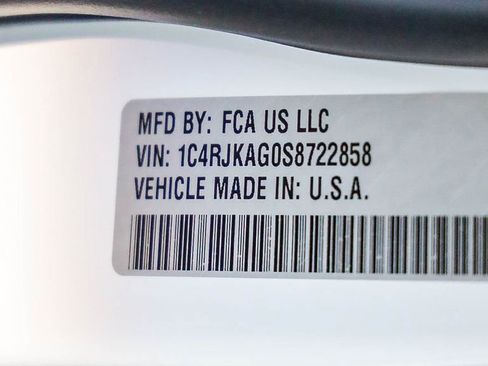 MFD BY: FCA US LLC
VIN: 1C4RJKAG0S8722858
VEHICLE MADE IN: U.S.A.